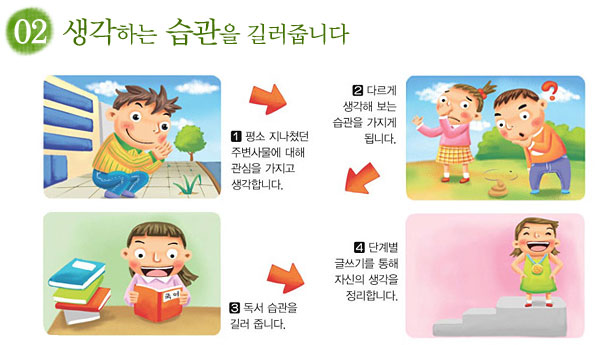 02 생각하는 습관을 길러줍니다
1 평소 지나쳤던
주변사물에 대해
관심을 가지고
생각합니다.
2 다르게
생각해 보는
습관을 가지게
됩니다.
?
3 독서 습관을
길러 줍니다.
국어
4 단계별
글쓰기를 통해
자신의 생각을
정리합니다.